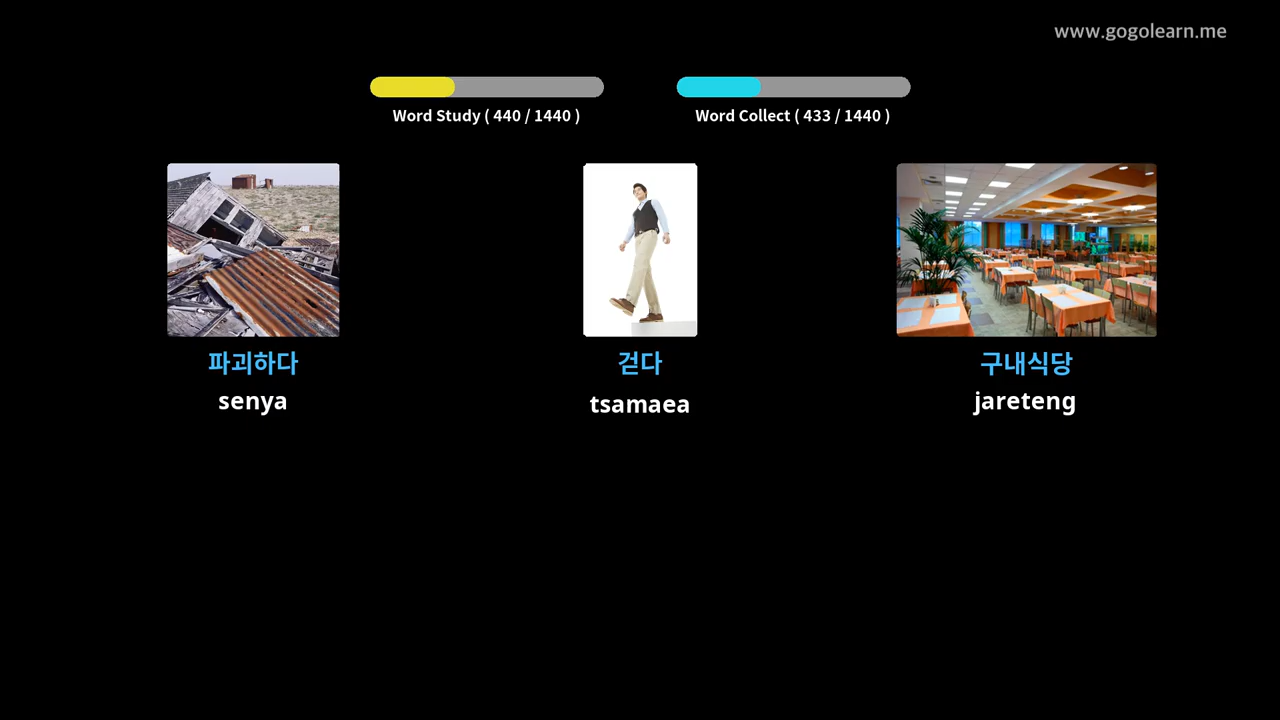 www.gogolearn.me
Word Study ( 440 / 1440 )
Word Collect ( 433 / 1440 )
파괴하다
senya
걷다
tsamaea
구내식당
jareteng